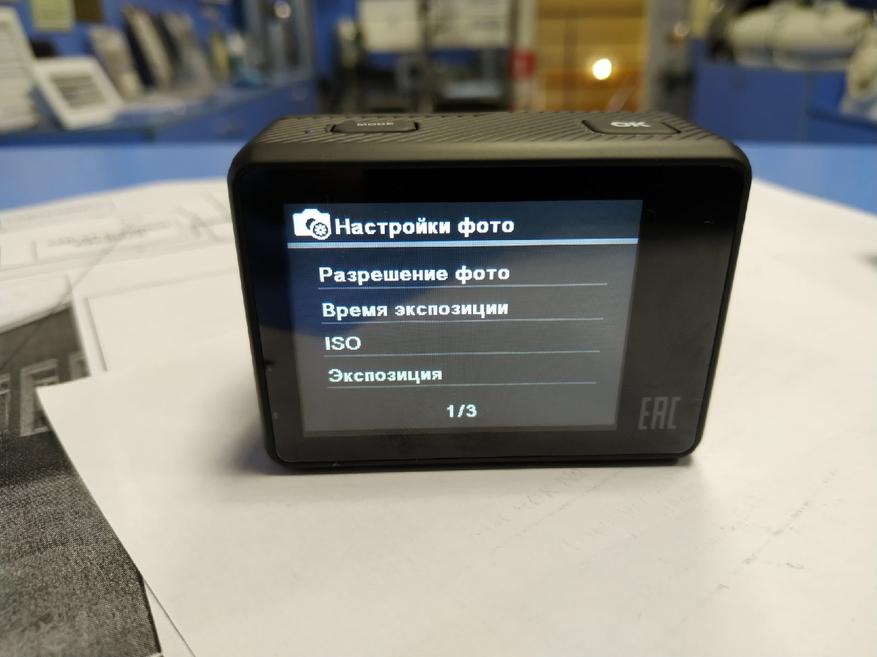 MODE
OK
Настройки фото
Разрешение фото
Время экспозиции
ISO
Экспозиция
1/3
EAC